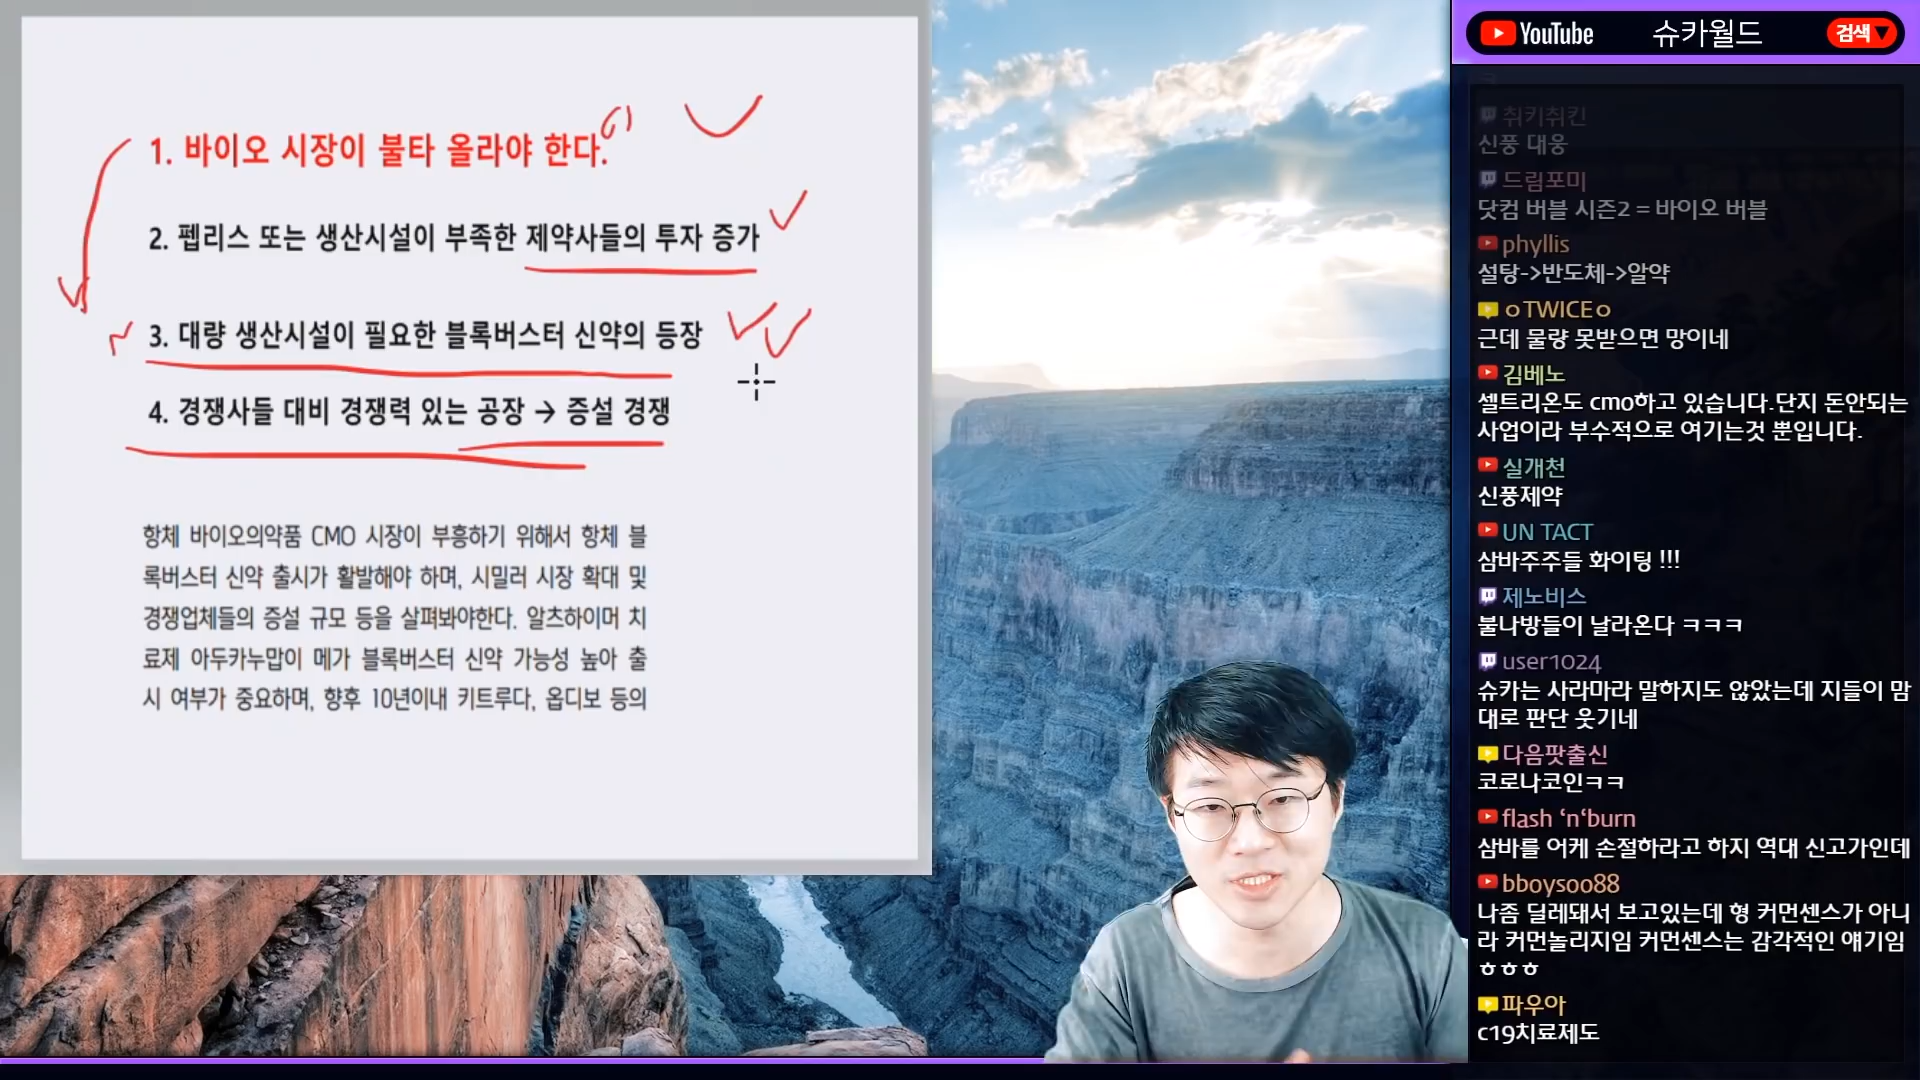 1. 바이오 시장이 불타 올라야 한다.
2. 펩리스 또는 생산시설이 부족한 제약사들의 투자 증가
3. 대량 생산시설이 필요한 블록버스터 신약의 등장
4. 경쟁사들 대비 경쟁력 있는 공장 → 증설 경쟁
항체 바이오의약품 CMO 시장이 부흥하기 위해서 항체 블
록버스터 신약 출시가 활발해야 하며, 시밀러 시장 확대 및
경쟁업체들의 증설 규모 등을 살펴봐야한다. 알츠하이머 치
료제 아두카누맙이 메가 블록버스터 신약 가능성 높아 출
시 여부가 중요하며, 향후 10년이내 키트루다, 옵디보 등의
YouTube 슈카월드 검색▼
취키취킨
신풍 대웅
드림포미
닷컴 버블 시즌2 = 바이오 버블
phyllis
설탕->반도체->알약
ㅇTWICEㅇ
근데 물량 못받으면 망이네
김베노
셀트리온도 cmo하고 있습니다.단지 돈안되는
사업이라 부수적으로 여기는것 뿐입니다.
실개천
신풍제약
UN TACT
삼바주주들 화이팅 !!!
제노비스
불나방들이 날라온다 ㅋㅋㅋ
user1024
슈카는 사라마라 말하지도 않았는데 지들이 맘
대로 판단 웃기네
다음팟출신
코로나코인ㅋㅋ
flash ‘n‘burn
삼바를 어케 손절하라고 하지 역대 신고가인데
bboysoo88
나좀 딜레돼서 보고있는데 형 커먼센스가 아니
라 커먼놀리지임 커먼센스는 감각적인 얘기임
ㅎㅎㅎ
파우아
c19치료제도